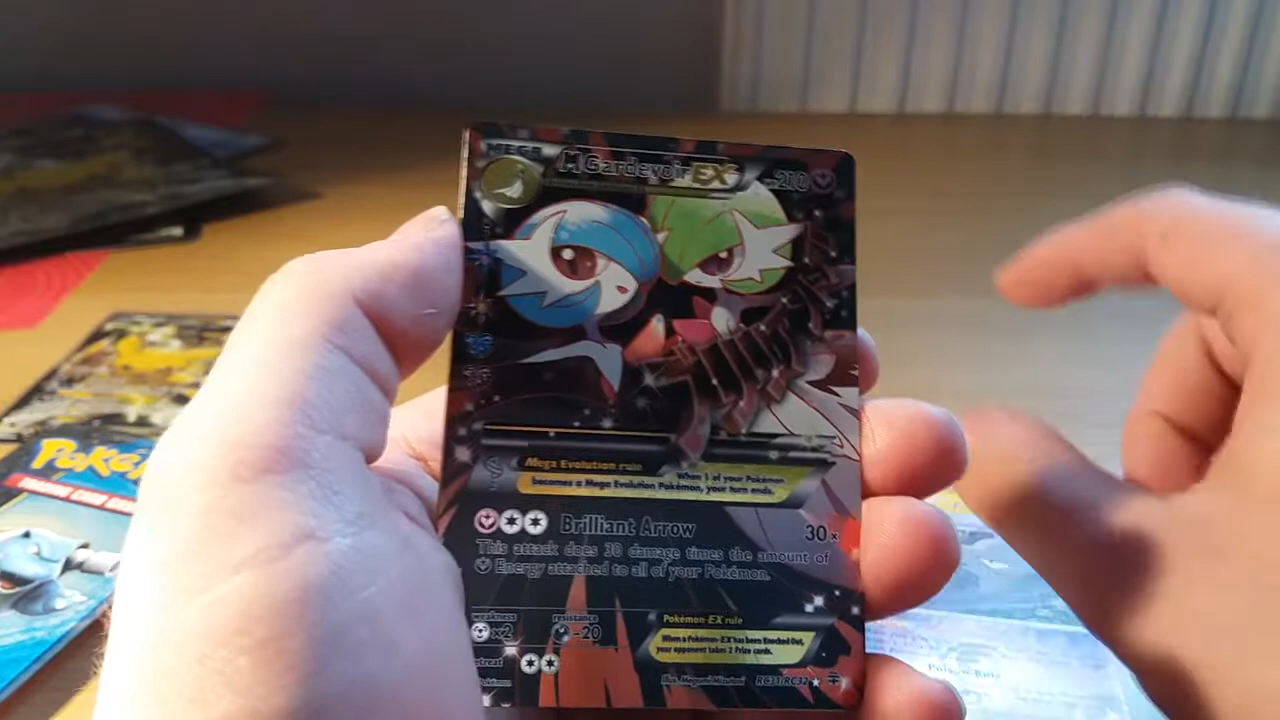 MEGA
M Gardevoir EX
210
Mega Evolution rule
When 1 of your Pokémon
becomes a Mega Evolution Pokémon, your turn ends.
Brilliant Arrow 30×
This attack does 30 damage times the amount of
Energy attached to all of your Pokémon.
weakness
×2
resistance
-20
retreat
Pokémon-EX rule
When a Pokémon-EX has been Knocked Out,
your opponent takes 2 Prize cards.
Illus. Megumi Mizutani
RC31/RC32